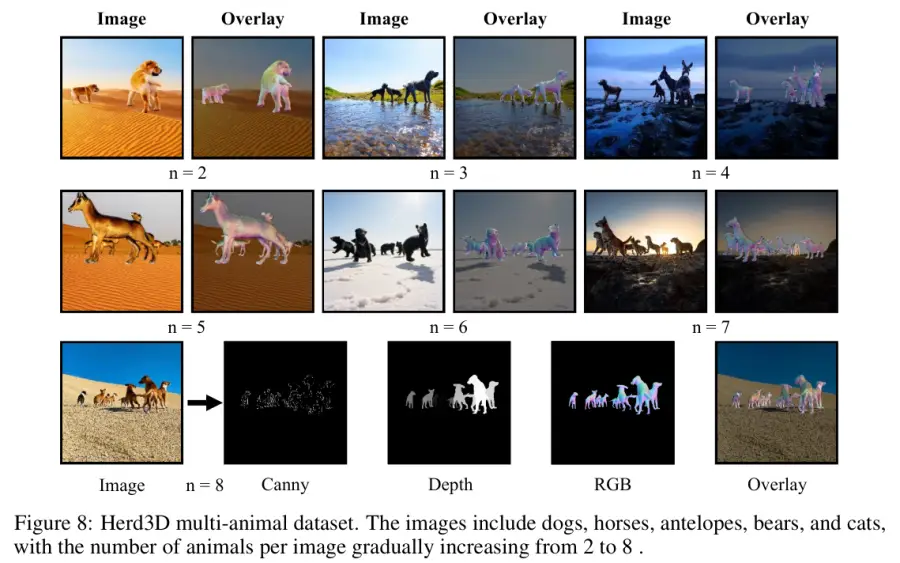 Image Overlay Image Overlay Image Overlay
n = 2 n = 3 n = 4
n = 5 n = 6 n = 7
Image n = 8 Canny Depth RGB Overlay
Figure 8: Herd3D multi-animal dataset. The images include dogs, horses, antelopes, bears, and cats,
with the number of animals per image gradually increasing from 2 to 8 .